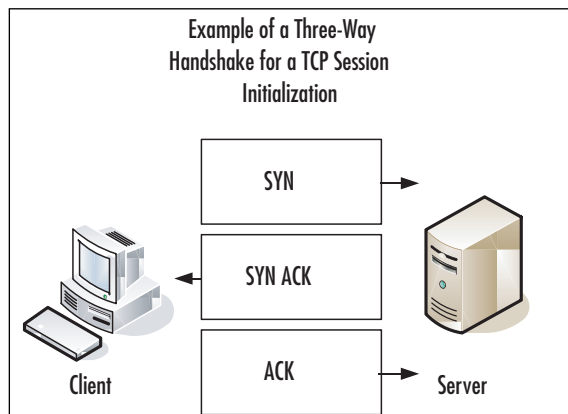 Example of a Three-Way
Handshake for a TCP Session
Initialization
SYN
SYN ACK
ACK
Client
Server